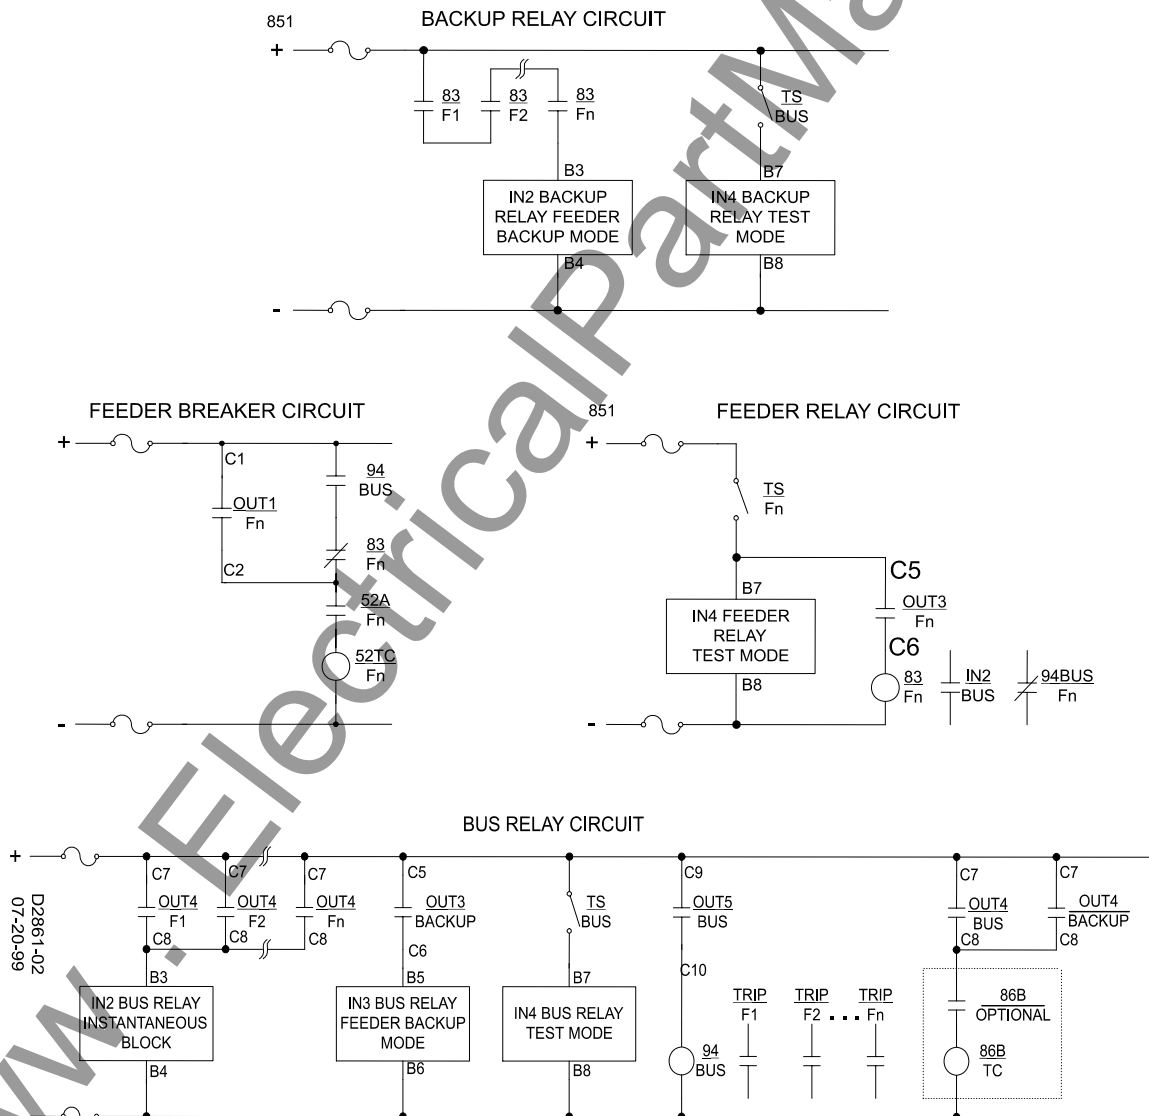 851
BACKUP RELAY CIRCUIT
+
83
F1
83
F2
83
Fn
TS
BUS
B3
B7
IN2 BACKUP
RELAY FEEDER
BACKUP MODE
IN4 BACKUP
RELAY TEST
MODE
B4
B8
-
FEEDER BREAKER CIRCUIT
+
C1
94
BUS
OUT1
Fn
83
Fn
C2
52A
Fn
52TC
Fn
-
851
FEEDER RELAY CIRCUIT
+
TS
Fn
C5
B7
OUT3
Fn
IN4 FEEDER
RELAY
TEST MODE
C6
B8
83
Fn
IN2
BUS
94BUS
Fn
-
BUS RELAY CIRCUIT
+
C7
C7
C7
C5
C9
C7
C7
OUT4
F1
OUT4
F2
OUT4
Fn
OUT3
BACKUP
TS
BUS
OUT5
BUS
OUT4
BUS
OUT4
BACKUP
C8
C8
C8
C6
C8
C8
D2861-02
07-20-99
B3
B5
B7
C10
IN2 BUS RELAY
INSTANTANEOUS
BLOCK
IN3 BUS RELAY
FEEDER BACKUP
MODE
IN4 BUS RELAY
TEST MODE
TRIP
F1
TRIP
F2
....
TRIP
Fn
86B
OPTIONAL
B4
B6
B8
94
BUS
86B
TC
www.ElectricalPartMa